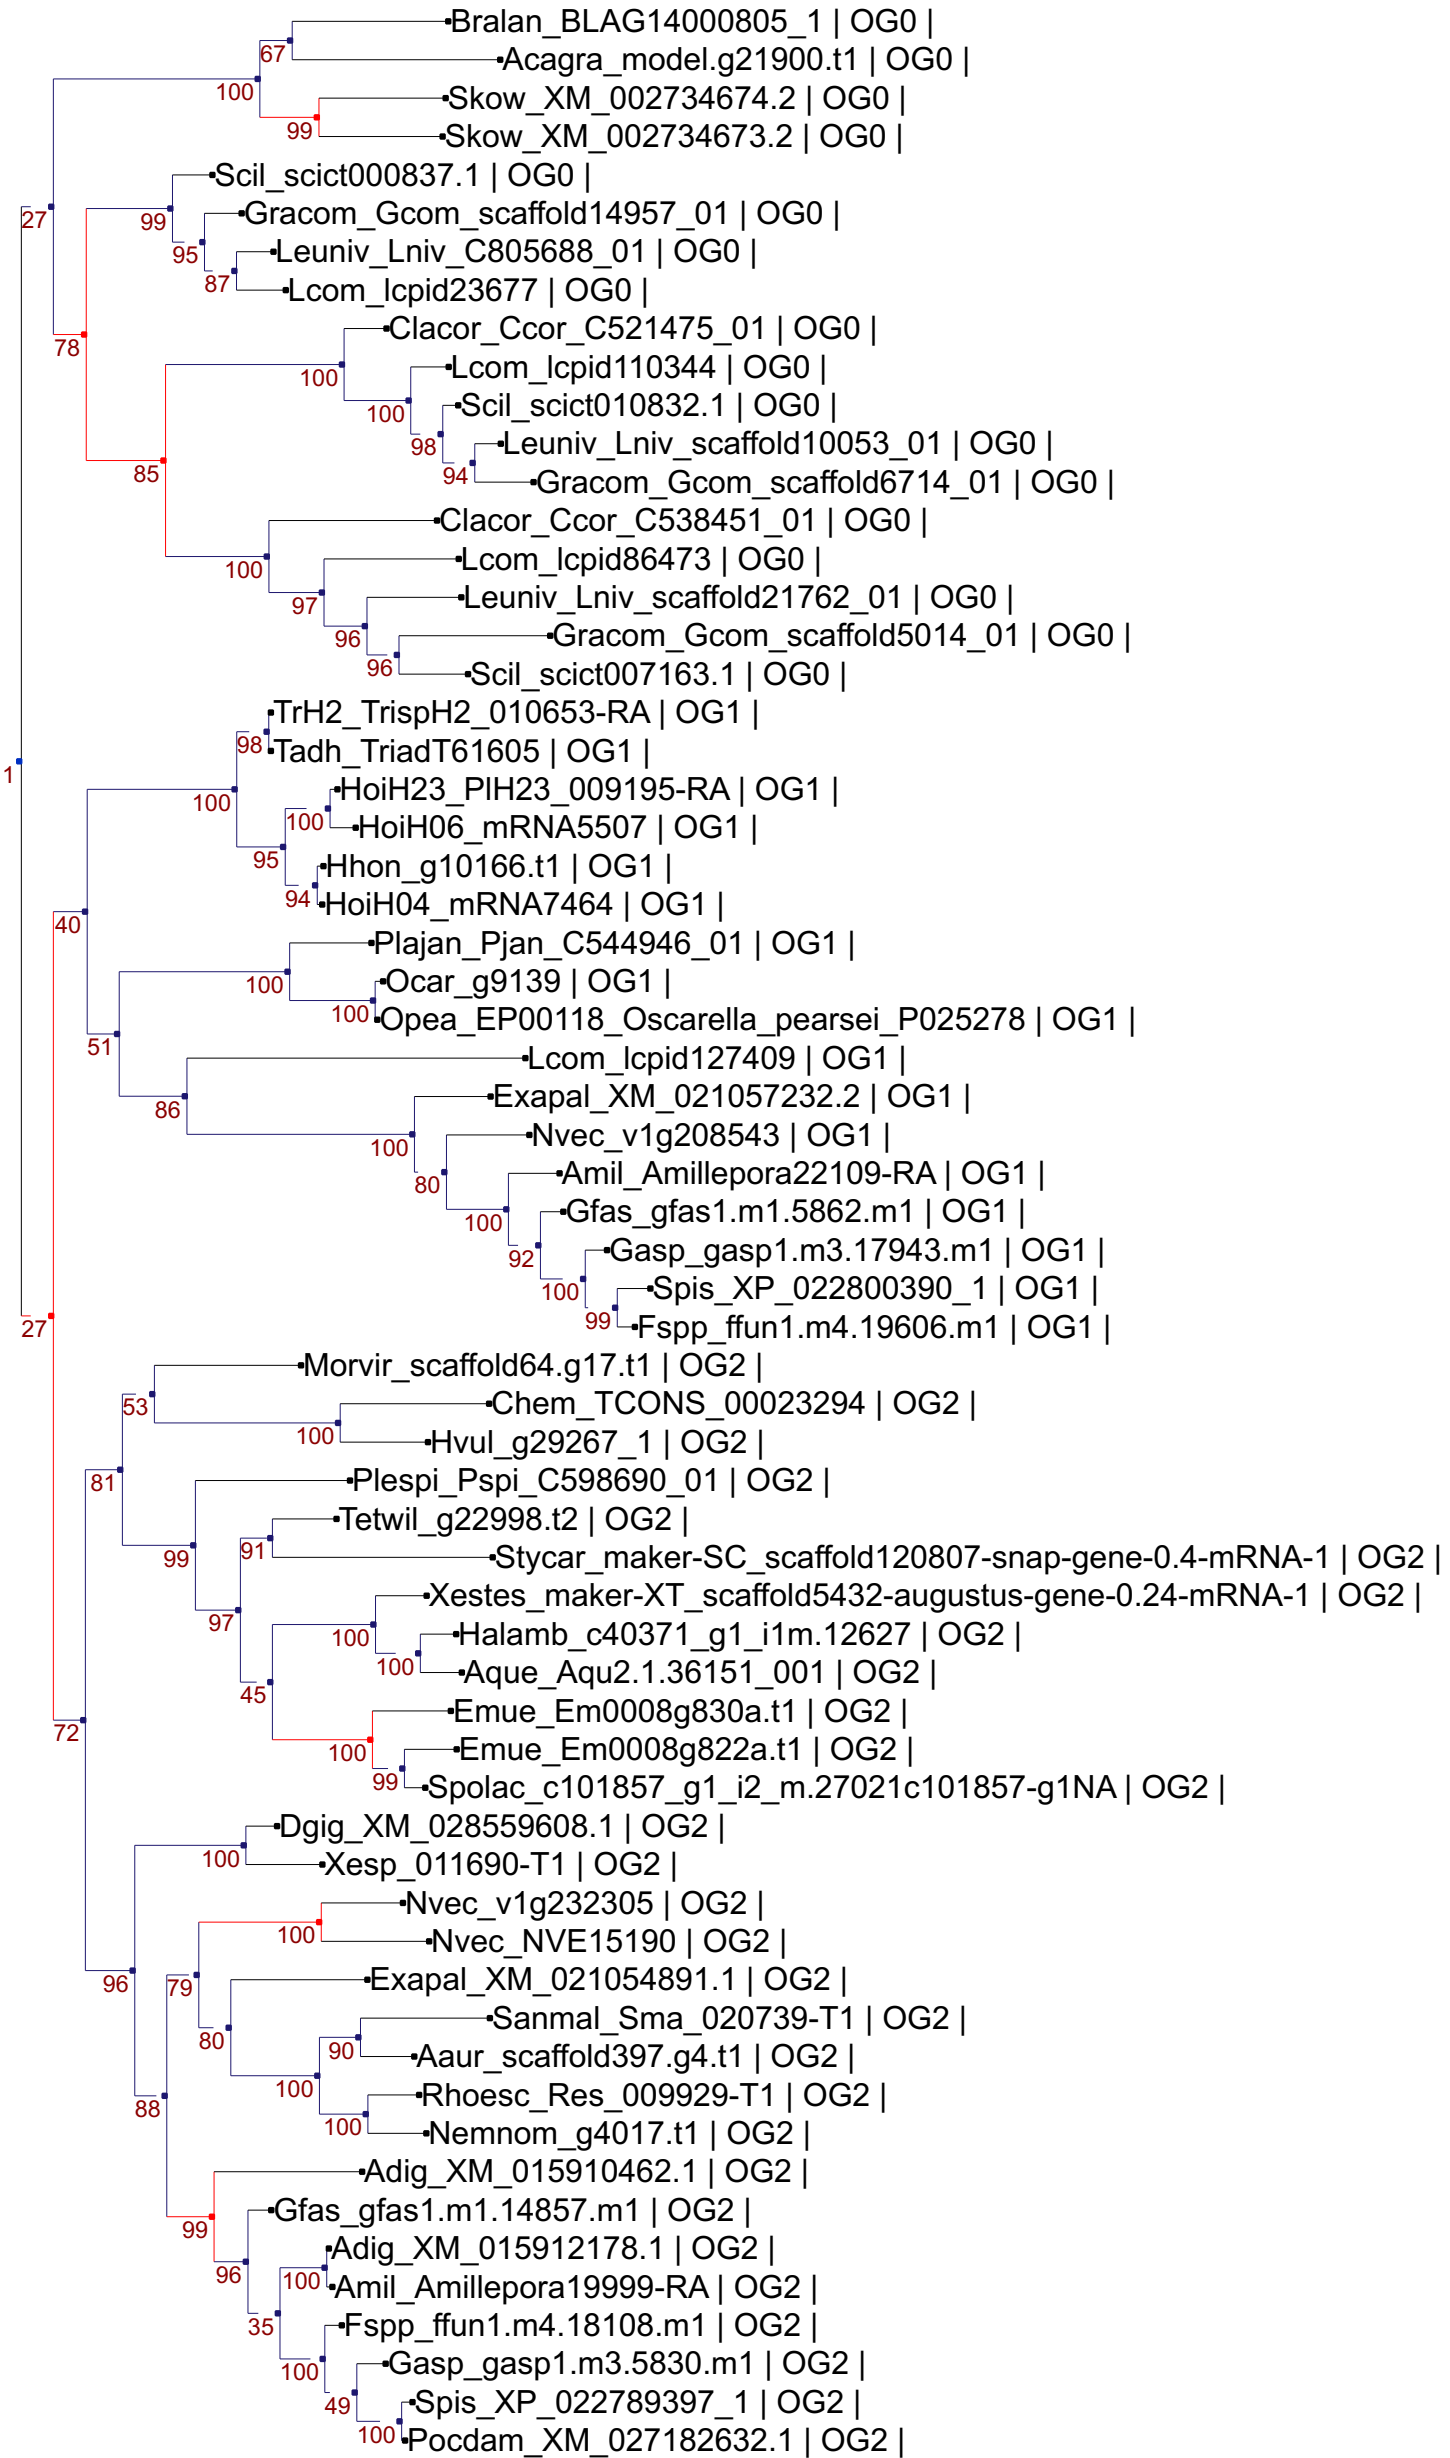 Bralan_BLAG14000805_1 | OG0 |
67
Acagra_model.g21900.t1 | OG0 |
100
Skow_XM_002734674.2 | OG0 |
99
Skow_XM_002734673.2 | OG0 |
Scil_scict000837.1 | OG0 |
27
99
Gracom_Gcom_scaffold14957_01 | OG0 |
95
Leuniv_Lniv_C805688_01 | OG0 |
87
Lcom_lcpid23677 | OG0 |
Clacor_Ccor_C521475_01 | OG0 |
78
100
Lcom_lcpid110344 | OG0 |
100
Scil_scict010832.1 | OG0 |
98
Leuniv_Lniv_scaffold10053_01 | OG0 |
85
94
Gracom_Gcom_scaffold6714_01 | OG0 |
Clacor_Ccor_C538451_01 | OG0 |
100
Lcom_lcpid86473 | OG0 |
97
Leuniv_Lniv_scaffold21762_01 | OG0 |
96
Gracom_Gcom_scaffold5014_01 | OG0 |
96
Scil_scict007163.1 | OG0 |
TrH2_TrispH2_010653-RA | OG1 |
98
Tadh_TriadT61605 | OG1 |
1
HoiH23_PlH23_009195-RA | OG1 |
100
100
HoiH06_mRNA5507 | OG1 |
95
Hhon_g10166.t1 | OG1 |
94
HoiH04_mRNA7464 | OG1 |
40
Plajan_Pjan_C544946_01 | OG1 |
100
Ocar_g9139 | OG1 |
100
Opea_EP00118_Oscarella_pearsei_P025278 | OG1 |
51
Lcom_lcpid127409 | OG1 |
86
Exapal_XM_021057232.2 | OG1 |
100
Nvec_v1g208543 | OG1 |
80
Amil_Amillepora22109-RA | OG1 |
100
Gfas_gfas1.m1.5862.m1 | OG1 |
92
Gasp_gasp1.m3.17943.m1 | OG1 |
100
Spis_XP_022800390_1 | OG1 |
99
27
Fspp_ffun1.m4.19606.m1 | OG1 |
Morvir_scaffold64.g17.t1 | OG2 |
53
Chem_TCONS_00023294 | OG2 |
100
Hvul_g29267_1 | OG2 |
81
Plespi_Pspi_C598690_01 | OG2 |
Tetwil_g22998.t2 | OG2 |
99
91
Stycar_maker-SC_scaffold120807-snap-gene-0.4-mRNA-1 | OG2 |
Xestes_maker-XT_scaffold5432-augustus-gene-0.24-mRNA-1 | OG2 |
97
100
Halamb_c40371_g1_i1m.12627 | OG2 |
100
Aque_Aqu2.1.36151_001 | OG2 |
45
Emue_Em0008g830a.t1 | OG2 |
72
100
Emue_Em0008g822a.t1 | OG2 |
99
Spolac_c101857_g1_i2_m.27021c101857-g1NA | OG2 |
Dgig_XM_028559608.1 | OG2 |
100
Xesp_011690-T1 | OG2 |
Nvec_v1g232305 | OG2 |
100
Nvec_NVE15190 | OG2 |
96
79
Exapal_XM_021054891.1 | OG2 |
80
Sanmal_Sma_020739-T1 | OG2 |
90
Aaur_scaffold397.g4.t1 | OG2 |
100
Rhoesc_Res_009929-T1 | OG2 |
88
100
Nemnom_g4017.t1 | OG2 |
Adig_XM_015910462.1 | OG2 |
Gfas_gfas1.m1.14857.m1 | OG2 |
99
Adig_XM_015912178.1 | OG2 |
96
100
Amil_Amillepora19999-RA | OG2 |
35
Fspp_ffun1.m4.18108.m1 | OG2 |
100
Gasp_gasp1.m3.5830.m1 | OG2 |
49
Spis_XP_022789397_1 | OG2 |
100
Pocdam_XM_027182632.1 | OG2 |